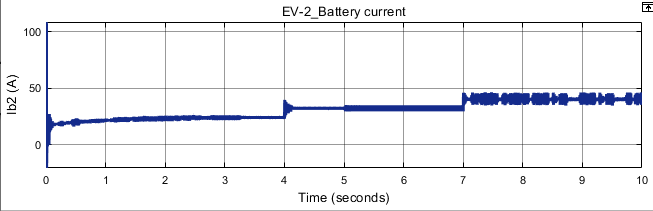 EV-2_Battery current
Ib2 (A)
100
50
0
0 1 2 3 4 5 6 7 8 9 10
Time (seconds)